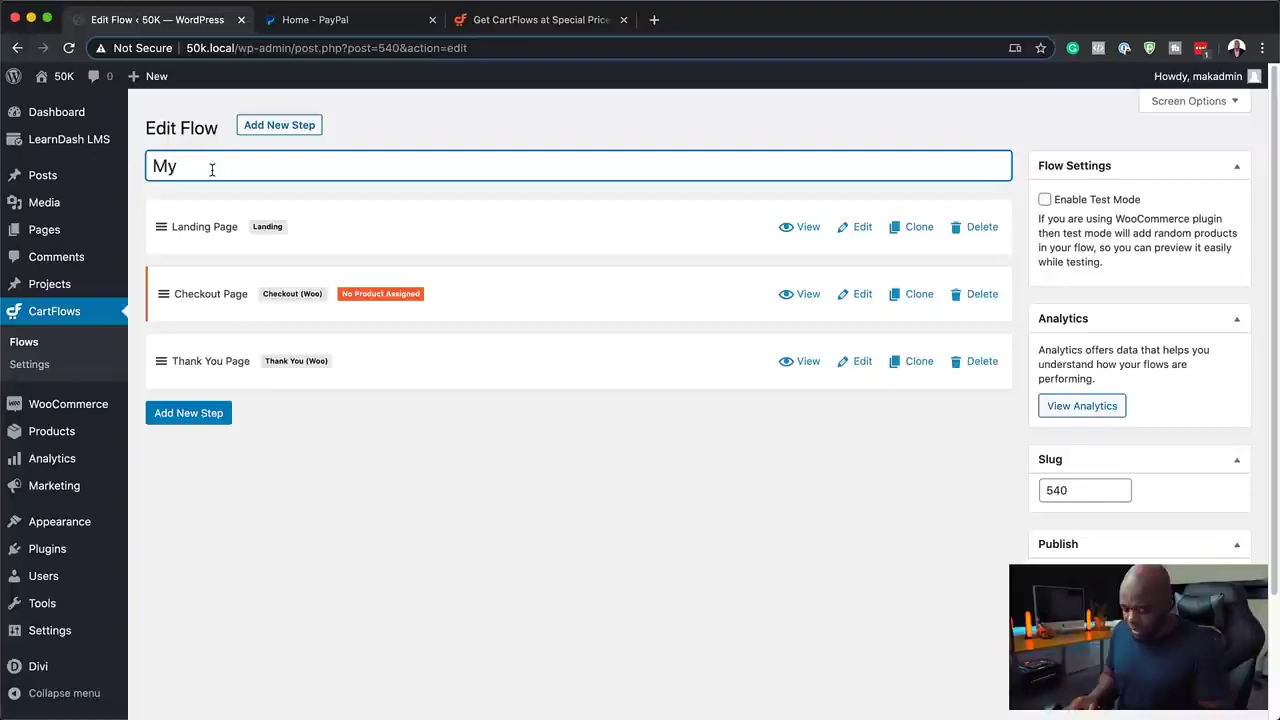 Edit Flow ‹ 50K — WordPress
Home - PayPal
Get CartFlows at Special Price
Not Secure 50k.local/wp-admin/post.php?post=540&action=edit
1
50K 0 New
Howdy, makadmin
Screen Options
Dashboard
LearnDash LMS
Posts
Media
Pages
Comments
Projects
CartFlows
Flows
Settings
WooCommerce
Products
Analytics
Marketing
Appearance
Plugins
Users
Tools
Settings
Divi
Collapse menu
Edit Flow Add New Step
My
Landing Page Landing View Edit Clone Delete
Checkout Page Checkout (Woo) No Product Assigned View Edit Clone Delete
Thank You Page Thank You (Woo) View Edit Clone Delete
Add New Step
Flow Settings
Enable Test Mode
If you are using WooCommerce plugin
then test mode will add random products
in your flow, so you can preview it easily
while testing.
Analytics
Analytics offers data that helps you
understand how your flows are
performing.
View Analytics
Slug
540
Publish